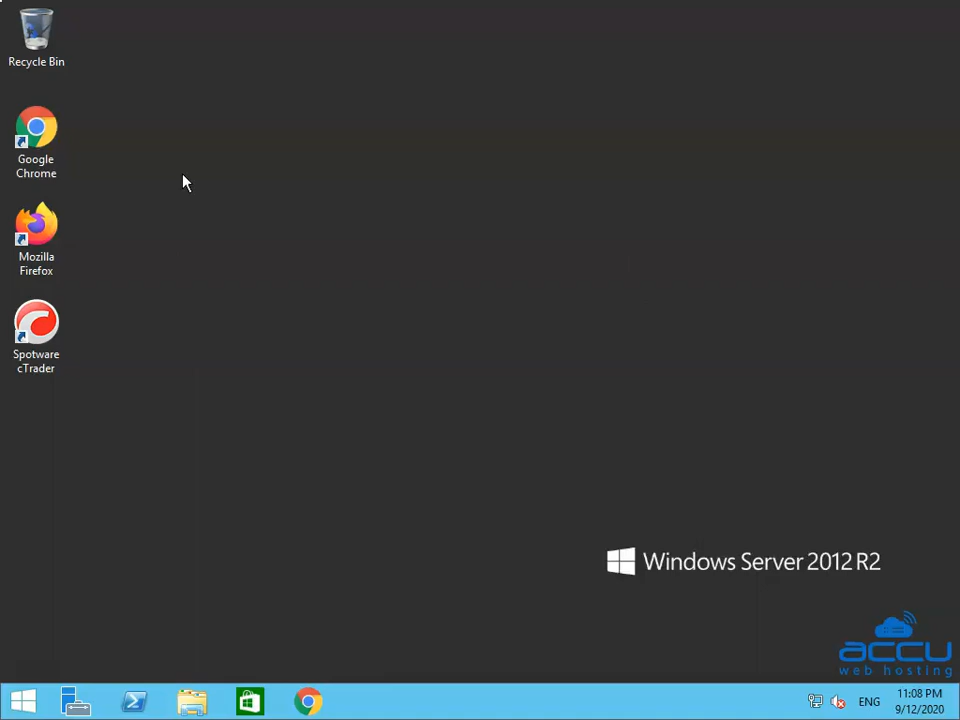 Recycle Bin
Google
Chrome
Mozilla
Firefox
Spotware
cTrader
Windows Server 2012 R2
accu
web hosting
ENG
11:08 PM
9/12/2020